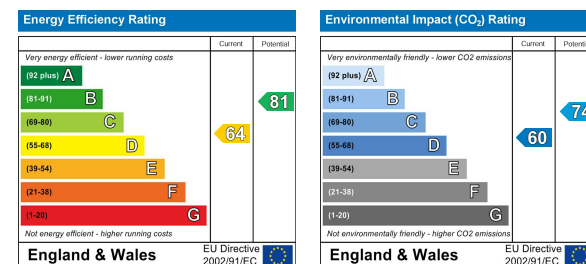 Energy Efficiency Rating
Current Potential
Very energy efficient - lower running costs
(92 plus) A
(81-91) B
81
(69-80) C
(55-68) D
64
(39-54) E
(21-38) F
(1-20) G
Not energy efficient - higher running costs
England & Wales
EU Directive
2002/91/EC
Environmental Impact (CO₂) Rating
Current Potential
Very environmentally friendly - lower CO2 emissions
(92 plus) A
(81-91) B
74
(69-80) C
(55-68) D
60
(39-54) E
(21-38) F
(1-20) G
Not environmentally friendly - higher CO2 emissions
England & Wales
EU Directive
2002/91/EC